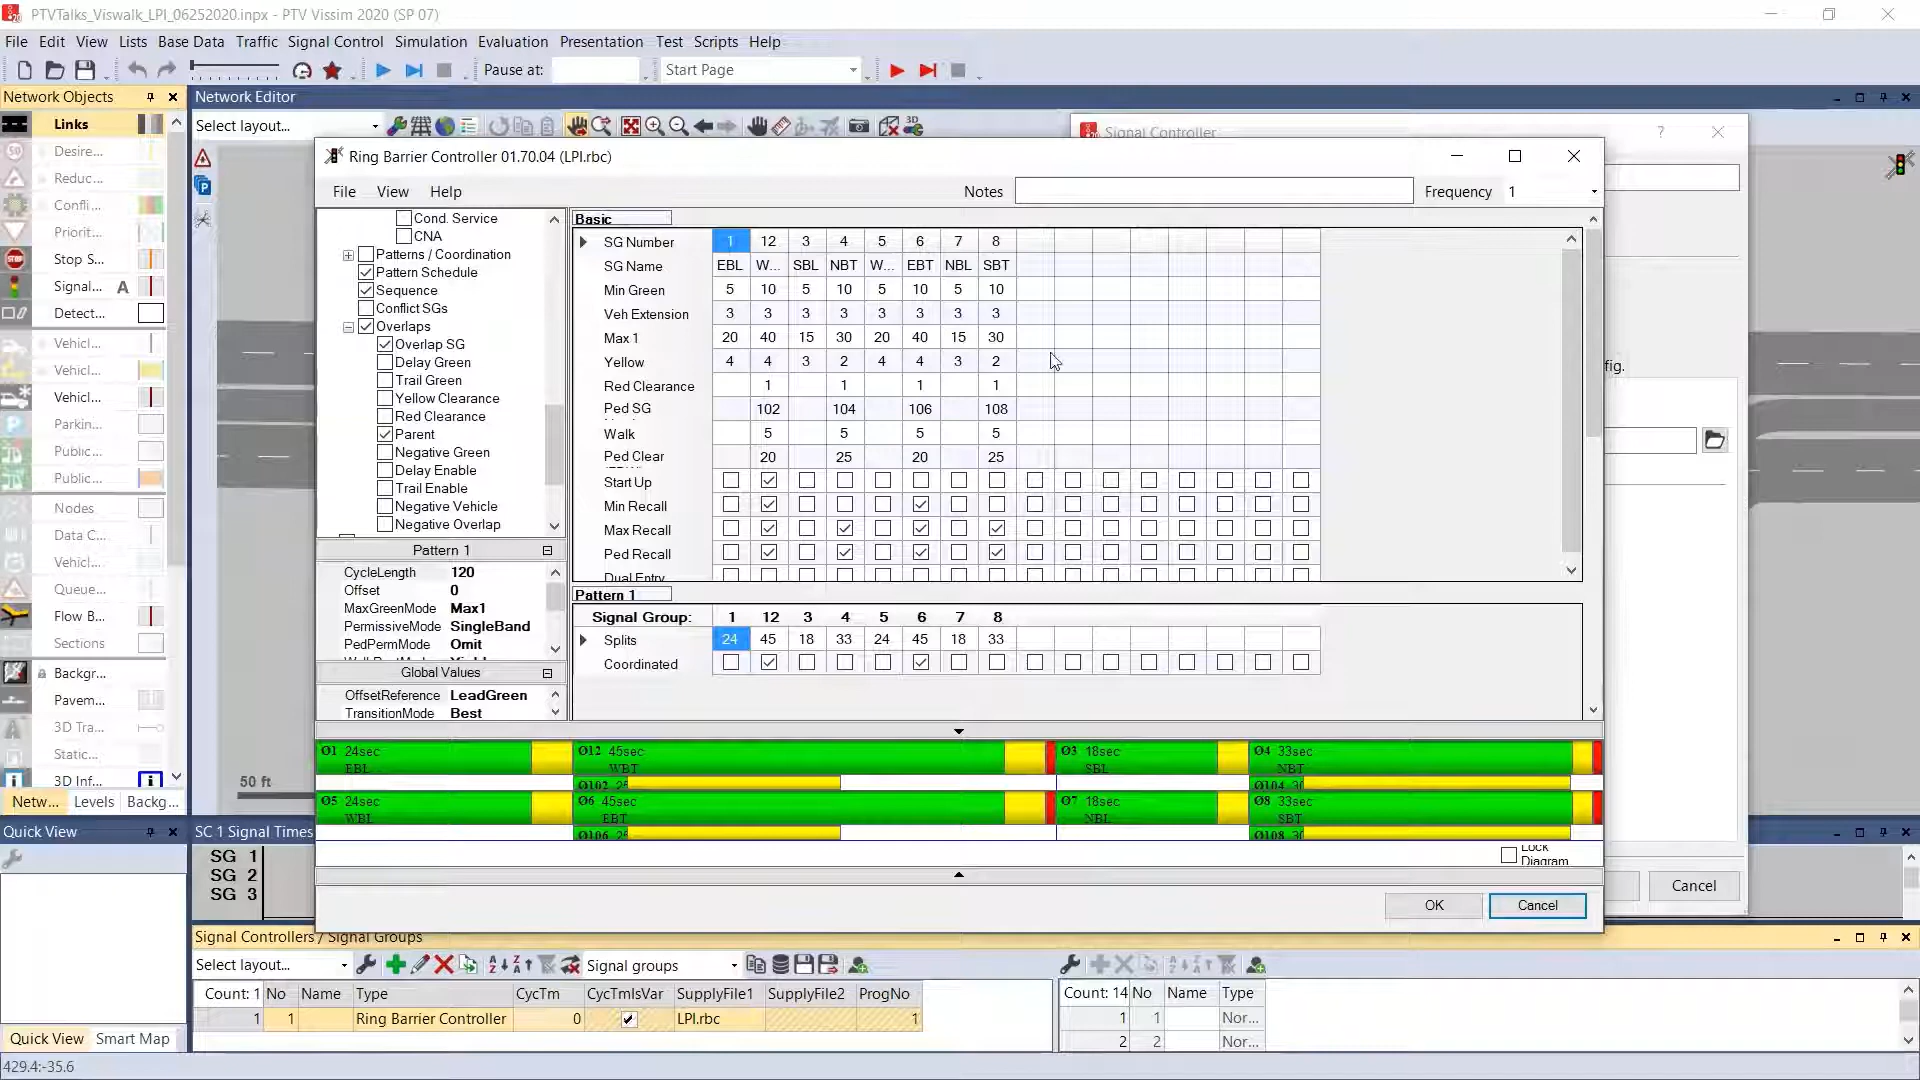 PTVTalks_Viswalk_LPI_06252020.inpx - PTV Vissim 2020 (SP 07)
File Edit View Lists Base Data Traffic Signal Control Simulation Evaluation Presentation Test Scripts Help
Pause at: Start Page
Network Objects
Network Editor
Select layout...
Links
Desire...
Reduc...
Confli...
Priorit...
Stop S...
Signal... A
Detect...
Vehicl...
Vehicl...
Vehicl...
Parkin...
Public...
Public...
Nodes
Data C...
Vehicl...
Queue...
Flow B...
Sections
Backgr...
Pavem...
3D Tra...
Static...
3D Inf...
Netw... Levels Backg...
50 ft
Signal Controller ?
fig.
Cancel
Ring Barrier Controller 01.70.04 (LPI.rbc)
File View Help
Notes
Frequency 1
Cond. Service
CNA
Patterns / Coordination
Pattern Schedule
Sequence
Conflict SGs
Overlaps
Overlap SG
Delay Green
Trail Green
Yellow Clearance
Red Clearance
Parent
Negative Green
Delay Enable
Trail Enable
Negative Vehicle
Negative Overlap
Pattern 1
CycleLength 120
Offset 0
MaxGreenMode Max1
PermissiveMode SingleBand
PedPermMode Omit
Global Values
OffsetReference LeadGreen
TransitionMode Best
Basic
SG Number 1 12 3 4 5 6 7 8
SG Name EBL W... SBL NBT W... EBT NBL SBT
Min Green 5 10 5 10 5 10 5 10
Veh Extension 3 3 3 3 3 3 3 3
Max 1 20 40 15 30 20 40 15 30
Yellow 4 4 3 2 4 4 3 2
Red Clearance 1 1 1 1
Ped SG 102 104 106 108
Walk 5 5 5 5
Ped Clear 20 25 20 25
Start Up
Min Recall
Max Recall
Ped Recall
Dual Entry
Pattern 1
Signal Group: 1 12 3 4 5 6 7 8
Splits 24 45 18 33 24 45 18 33
Coordinated
Ø1 24sec Ø12 45sec Ø3 18sec Ø4 33sec
EBL WBT SBL NBT
Ø102 25 Ø104 30
Ø5 24sec Ø6 45sec Ø7 18sec Ø8 33sec
WBL EBT NBL SBT
Ø106 25 Ø108 30
Lock
Diagram
OK Cancel
Quick View
SC 1 Signal Times
SG 1
SG 2
SG 3
Signal Controllers / Signal Groups
Select layout... Signal groups
Count: 1 No Name Type CycTm CycTmIsVar SupplyFile1 SupplyFile2 ProgNo
1 1 Ring Barrier Controller 0 LPI.rbc 1
Count: 14 No Name Type
1 1 Nor...
2 2 Nor...
Quick View Smart Map
429.4:-35.6